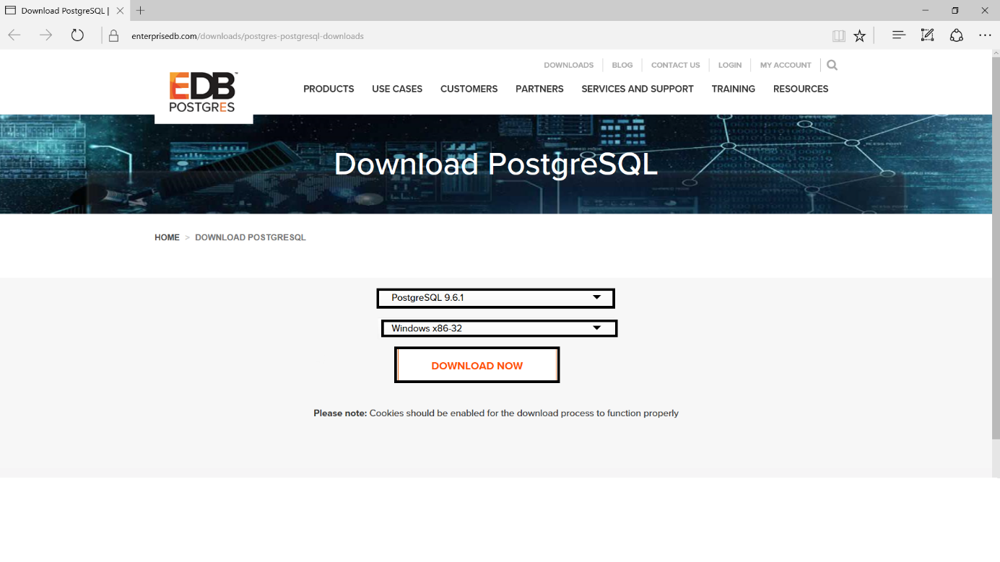 Download PostgreSQL |
enterprisedb.com/downloads/postgres-postgresql-downloads
DOWNLOADS BLOG CONTACT US LOGIN MY ACCOUNT
EDB™
POSTGRES
PRODUCTS USE CASES CUSTOMERS PARTNERS SERVICES AND SUPPORT TRAINING RESOURCES
Download PostgreSQL
HOME > DOWNLOAD POSTGRESQL
PostgreSQL 9.6.1
Windows x86-32
DOWNLOAD NOW
Please note: Cookies should be enabled for the download process to function properly